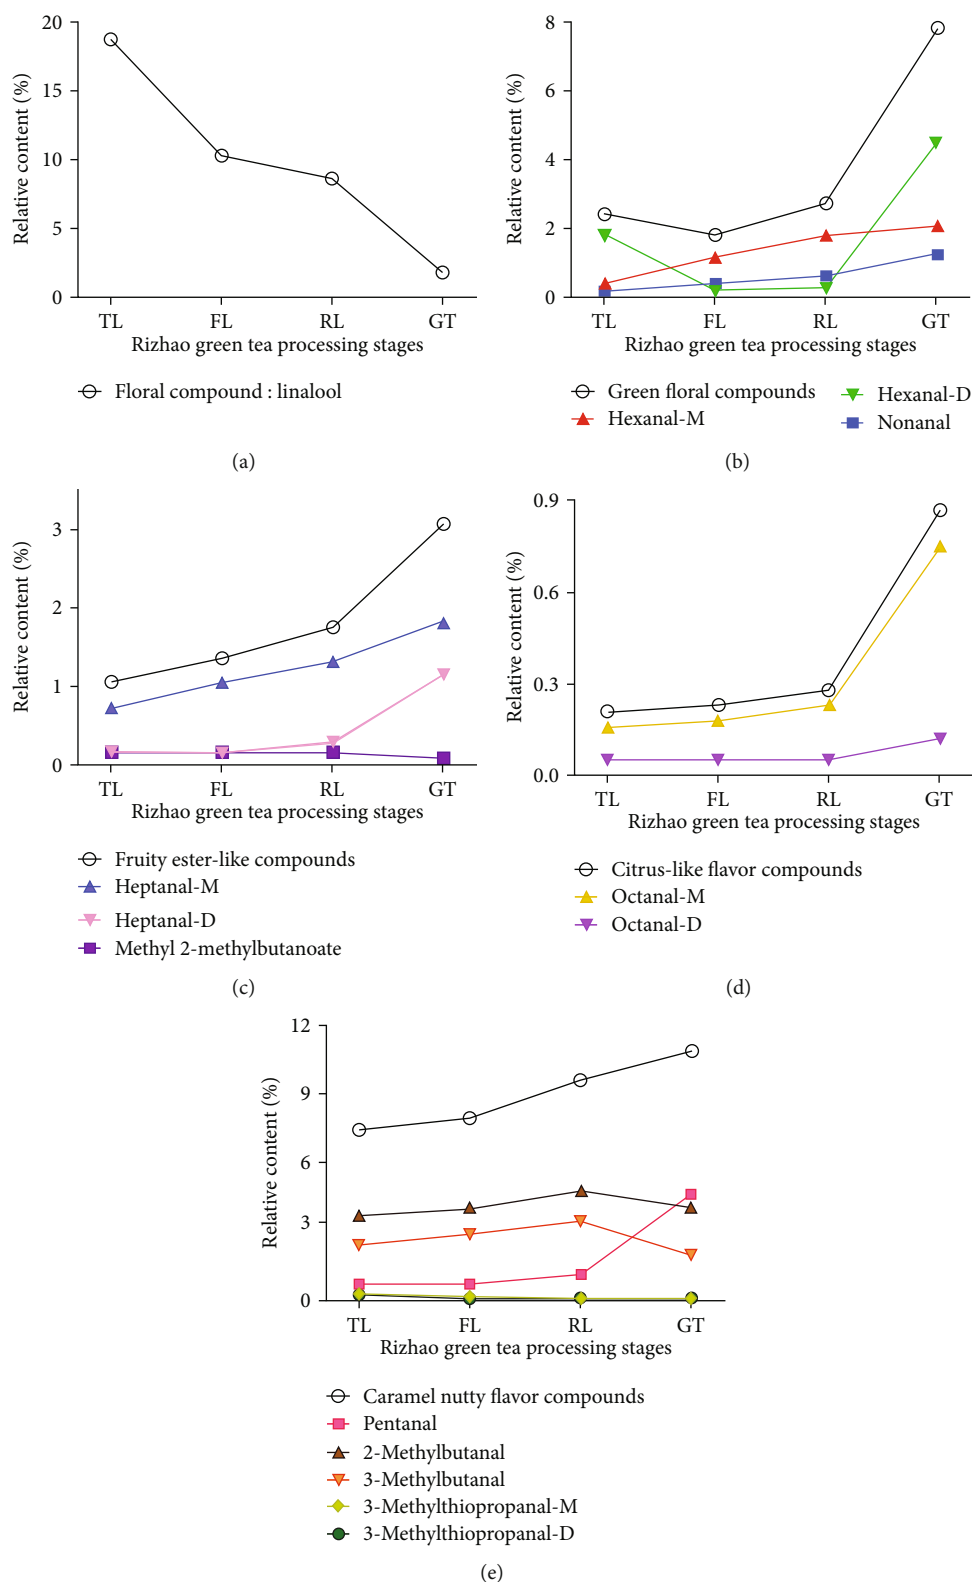 20
15
10
5
0
Relative content (%)
TL FL RL GT
Rizhao green tea processing stages
Floral compound : linalool
(a)
8
6
4
2
0
Relative content (%)
TL FL RL GT
Rizhao green tea processing stages
Green floral compounds
Hexanal-M
Hexanal-D
Nonanal
(b)
3
2
1
0
Relative content (%)
TL FL RL GT
Rizhao green tea processing stages
Fruity ester-like compounds
Heptanal-M
Heptanal-D
Methyl 2-methylbutanoate
(c)
0.9
0.6
0.3
0.0
Relative content (%)
TL FL RL GT
Rizhao green tea processing stages
Citrus-like flavor compounds
Octanal-M
Octanal-D
(d)
12
9
6
3
0
Relative content (%)
TL FL RL GT
Rizhao green tea processing stages
Caramel nutty flavor compounds
Pentanal
2-Methylbutanal
3-Methylbutanal
3-Methylthiopropanal-M
3-Methylthiopropanal-D
(e)